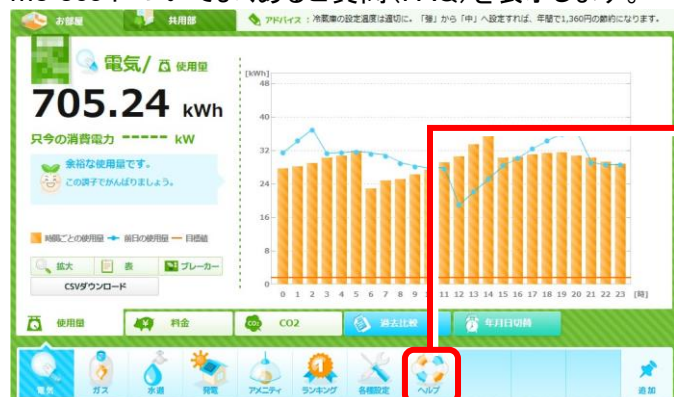 お部屋 共用部 アドバイス：冷蔵庫の設定温度は適切に。「強」から「中」へ設定すれば、年間で1,360円の節約になります。
電気/ 使用量
705.24 kWh
只今の消費電力 ----- kW
余裕な使用量です。
この調子でがんばりましょう。
時間ごとの使用量 前日の使用量 目標値
拡大 表 ブレーカー
CSVダウンロード
[kWh]
48
40
32
24
16
8
0
0 1 2 3 4 5 6 7 8 9 10 11 12 13 14 15 16 17 18 19 20 21 22 23 [時]
使用量 料金 CO2 過去比較 年月日切替
電気 ガス 水道 発電 アメニティ ランキング 各種設定 ヘルプ 追加